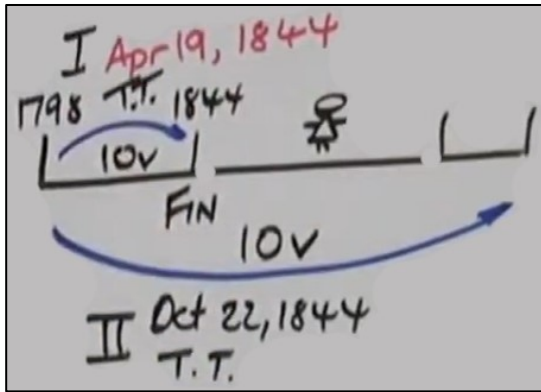 I Apr 19, 1844
1798 T.T. 1844
10v
FIN
10V
II Oct 22, 1844
T.T.